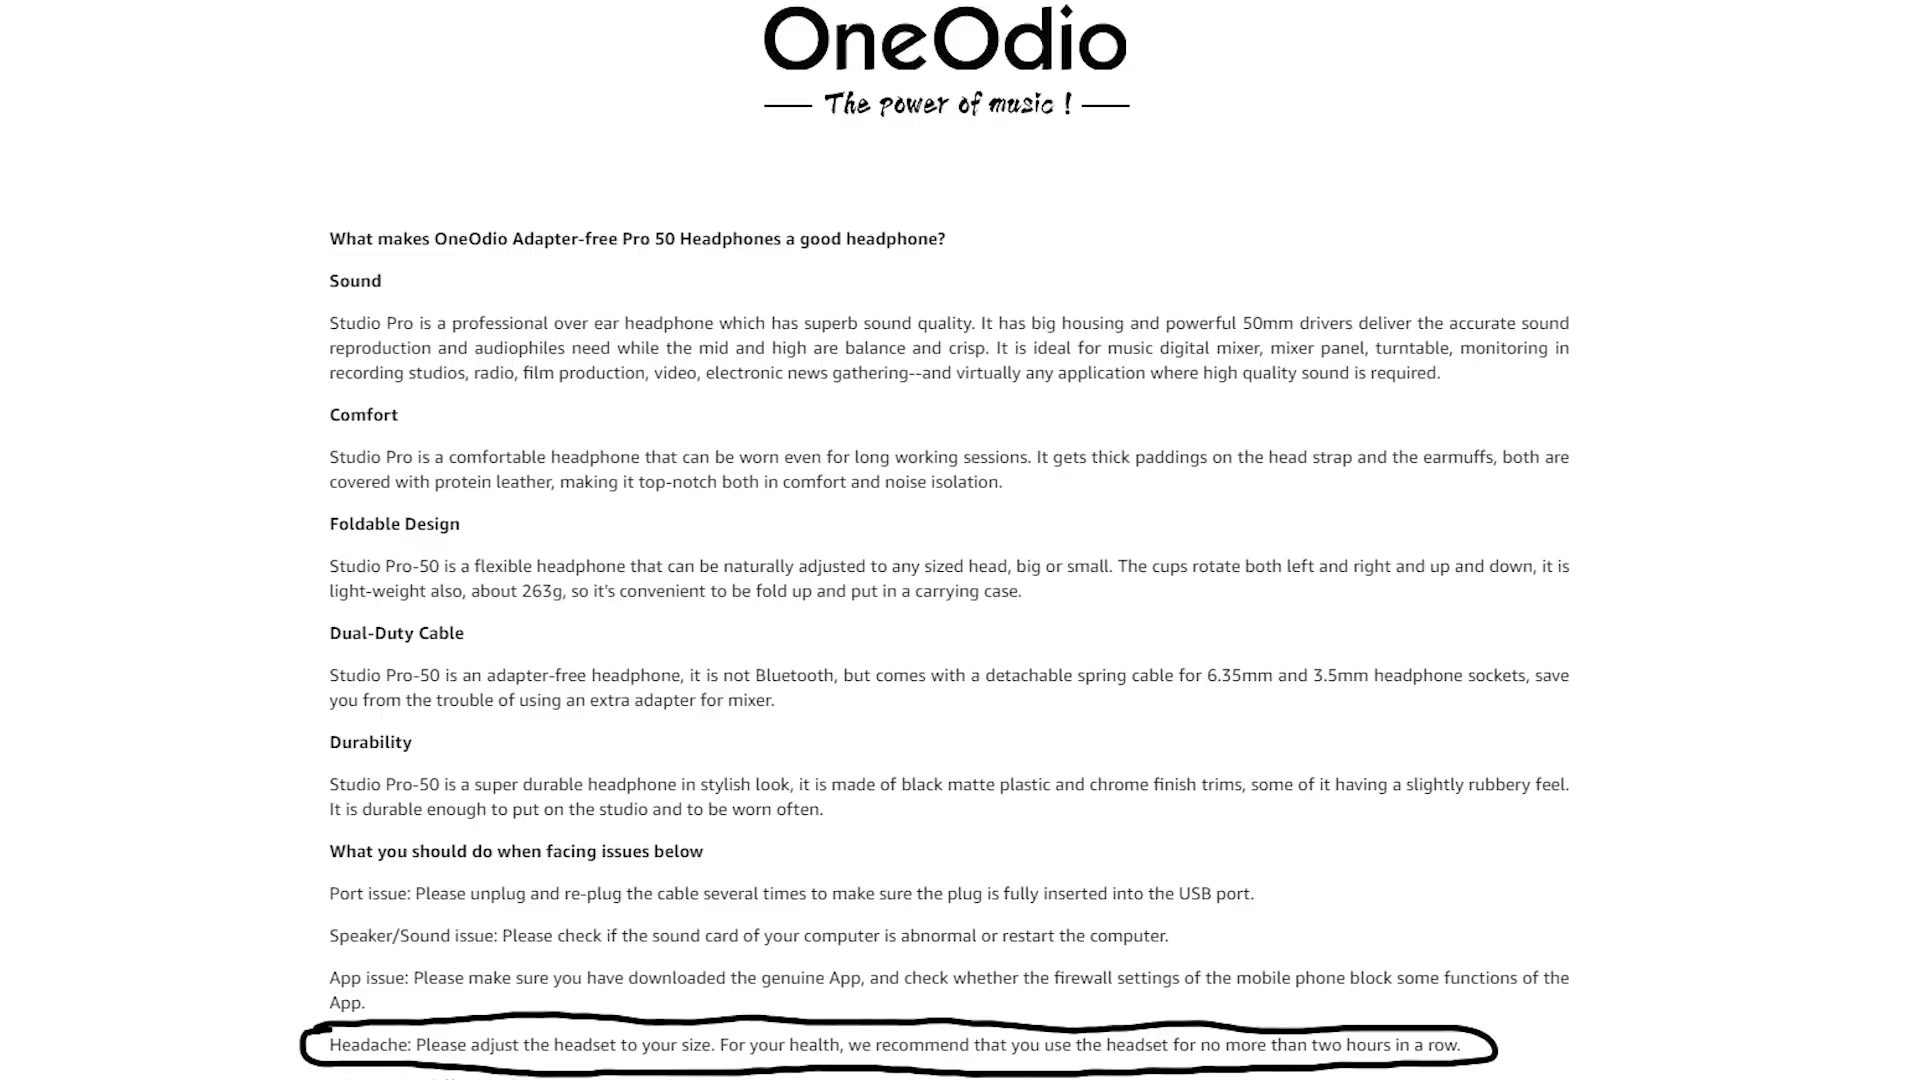 OneOdio
The power of music !
What makes OneOdio Adapter-free Pro 50 Headphones a good headphone?
Sound
Studio Pro is a professional over ear headphone which has superb sound quality. It has big housing and powerful 50mm drivers deliver the accurate sound
reproduction and audiophiles need while the mid and high are balance and crisp. It is ideal for music digital mixer, mixer panel, turntable, monitoring in
recording studios, radio, film production, video, electronic news gathering--and virtually any application where high quality sound is required.
Comfort
Studio Pro is a comfortable headphone that can be worn even for long working sessions. It gets thick paddings on the head strap and the earmuffs, both are
covered with protein leather, making it top-notch both in comfort and noise isolation.
Foldable Design
Studio Pro-50 is a flexible headphone that can be naturally adjusted to any sized head, big or small. The cups rotate both left and right and up and down, it is
light-weight also, about 263g, so it's convenient to be fold up and put in a carrying case.
Dual-Duty Cable
Studio Pro-50 is an adapter-free headphone, it is not Bluetooth, but comes with a detachable spring cable for 6.35mm and 3.5mm headphone sockets, save
you from the trouble of using an extra adapter for mixer.
Durability
Studio Pro-50 is a super durable headphone in stylish look, it is made of black matte plastic and chrome finish trims, some of it having a slightly rubbery feel.
It is durable enough to put on the studio and to be worn often.
What you should do when facing issues below
Port issue: Please unplug and re-plug the cable several times to make sure the plug is fully inserted into the USB port.
Speaker/Sound issue: Please check if the sound card of your computer is abnormal or restart the computer.
App issue: Please make sure you have downloaded the genuine App, and check whether the firewall settings of the mobile phone block some functions of the
App.
Headache: Please adjust the headset to your size. For your health, we recommend that you use the headset for no more than two hours in a row.